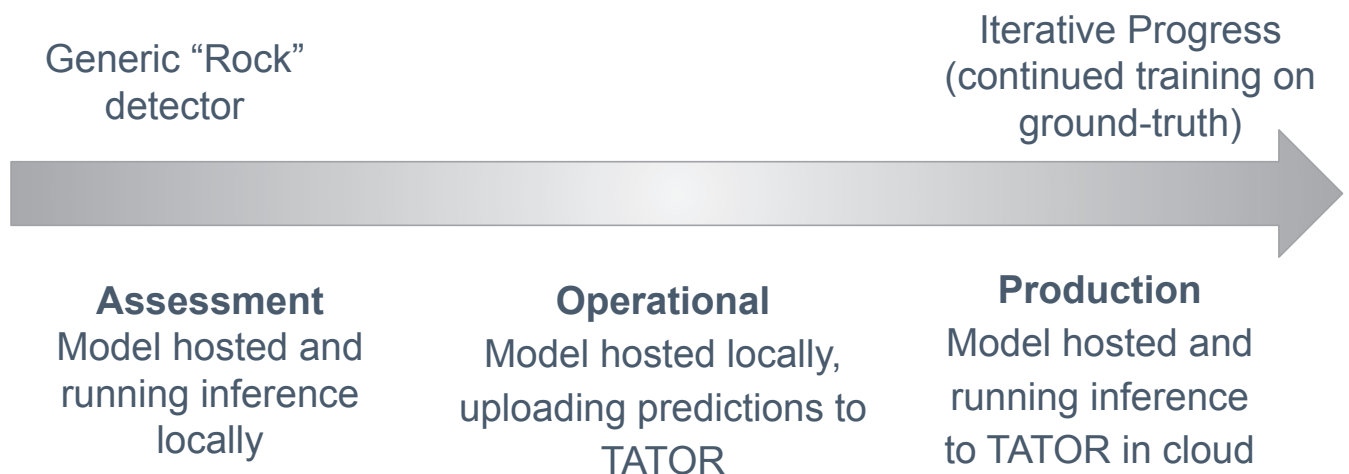 Generic “Rock”
detector
Iterative Progress
(continued training on
ground-truth)
Assessment
Model hosted and
running inference
locally
Operational
Model hosted locally,
uploading predictions to
TATOR
Production
Model hosted and
running inference
to TATOR in cloud